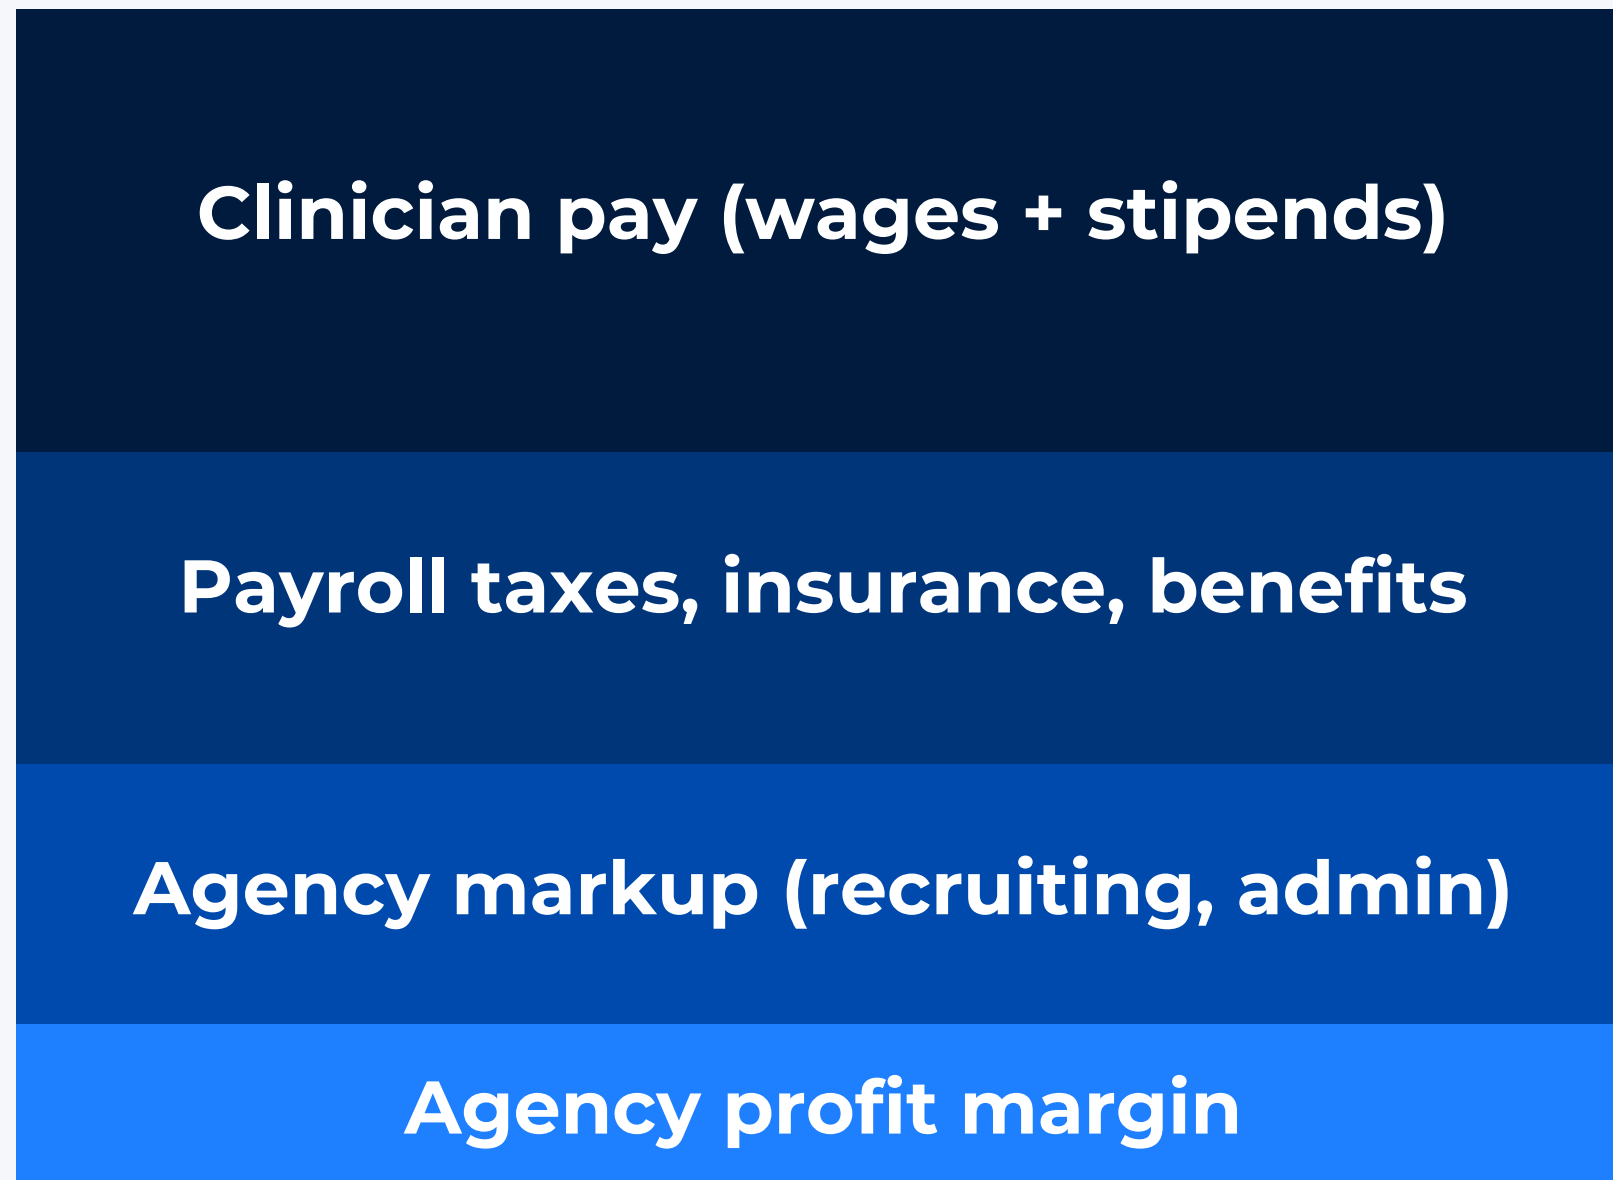 Clinician pay (wages + stipends)
Payroll taxes, insurance, benefits
Agency markup (recruiting, admin)
Agency profit margin